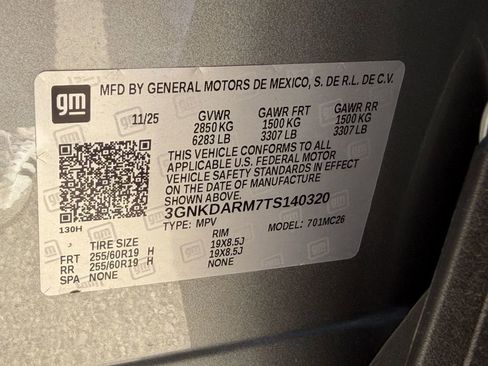 gm
MFD BY GENERAL MOTORS DE MEXICO, S. DE R.L. DE C.V.
11/25 GVWR GAWR FRT GAWR RR
2850 KG 1500 KG 1500 KG
6283 LB 3307 LB 3307 LB
THIS VEHICLE CONFORMS TO ALL
APPLICABLE U.S. FEDERAL MOTOR
VEHICLE SAFETY STANDARDS IN EFFECT
ON THE DATE OF MANUFACTURE
SHOWN ABOVE.
3GNKDARM7TS140320
130H TYPE: MPV MODEL: 701MC26
TIRE SIZE RIM
FRT 255/60R19 H 19X8.5J
RR 255/60R19 H 19X8.5J
SPA NONE NONE